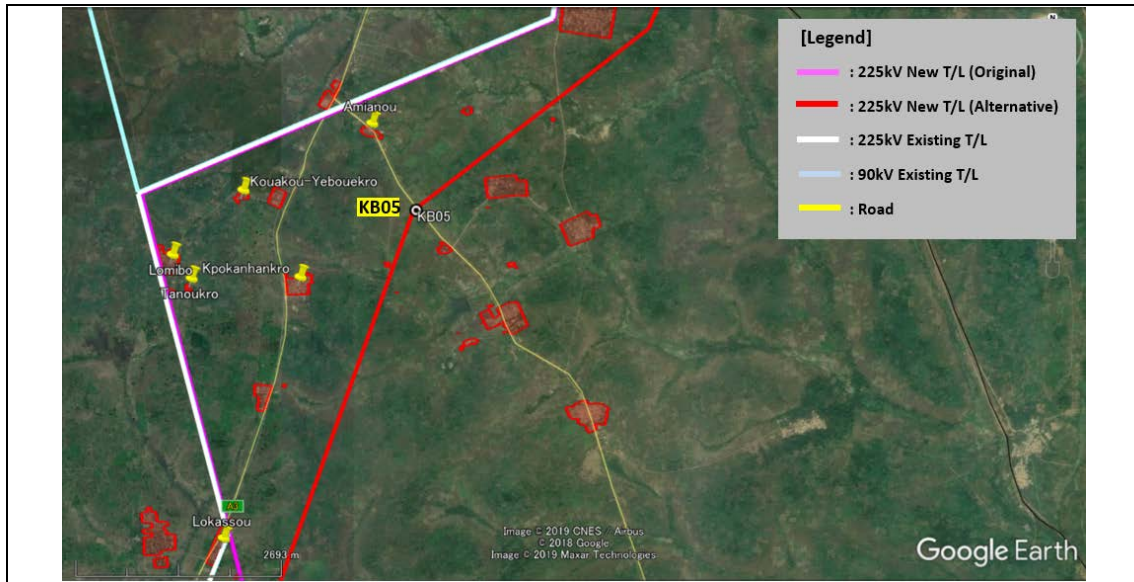 [Legend]
: 225kV New T/L (Original)
: 225kV New T/L (Alternative)
: 225kV Existing T/L
: 90kV Existing T/L
: Road
Amianou
Kouakou-Yebouekro
KB05
KB05
Lomibo
Kpokanhankro
Tanoukro
A3
Lokassou
2693 m
Image © 2019 CNES / Airbus
© 2018 Google
Image © 2019 Maxar Technologies
Google Earth